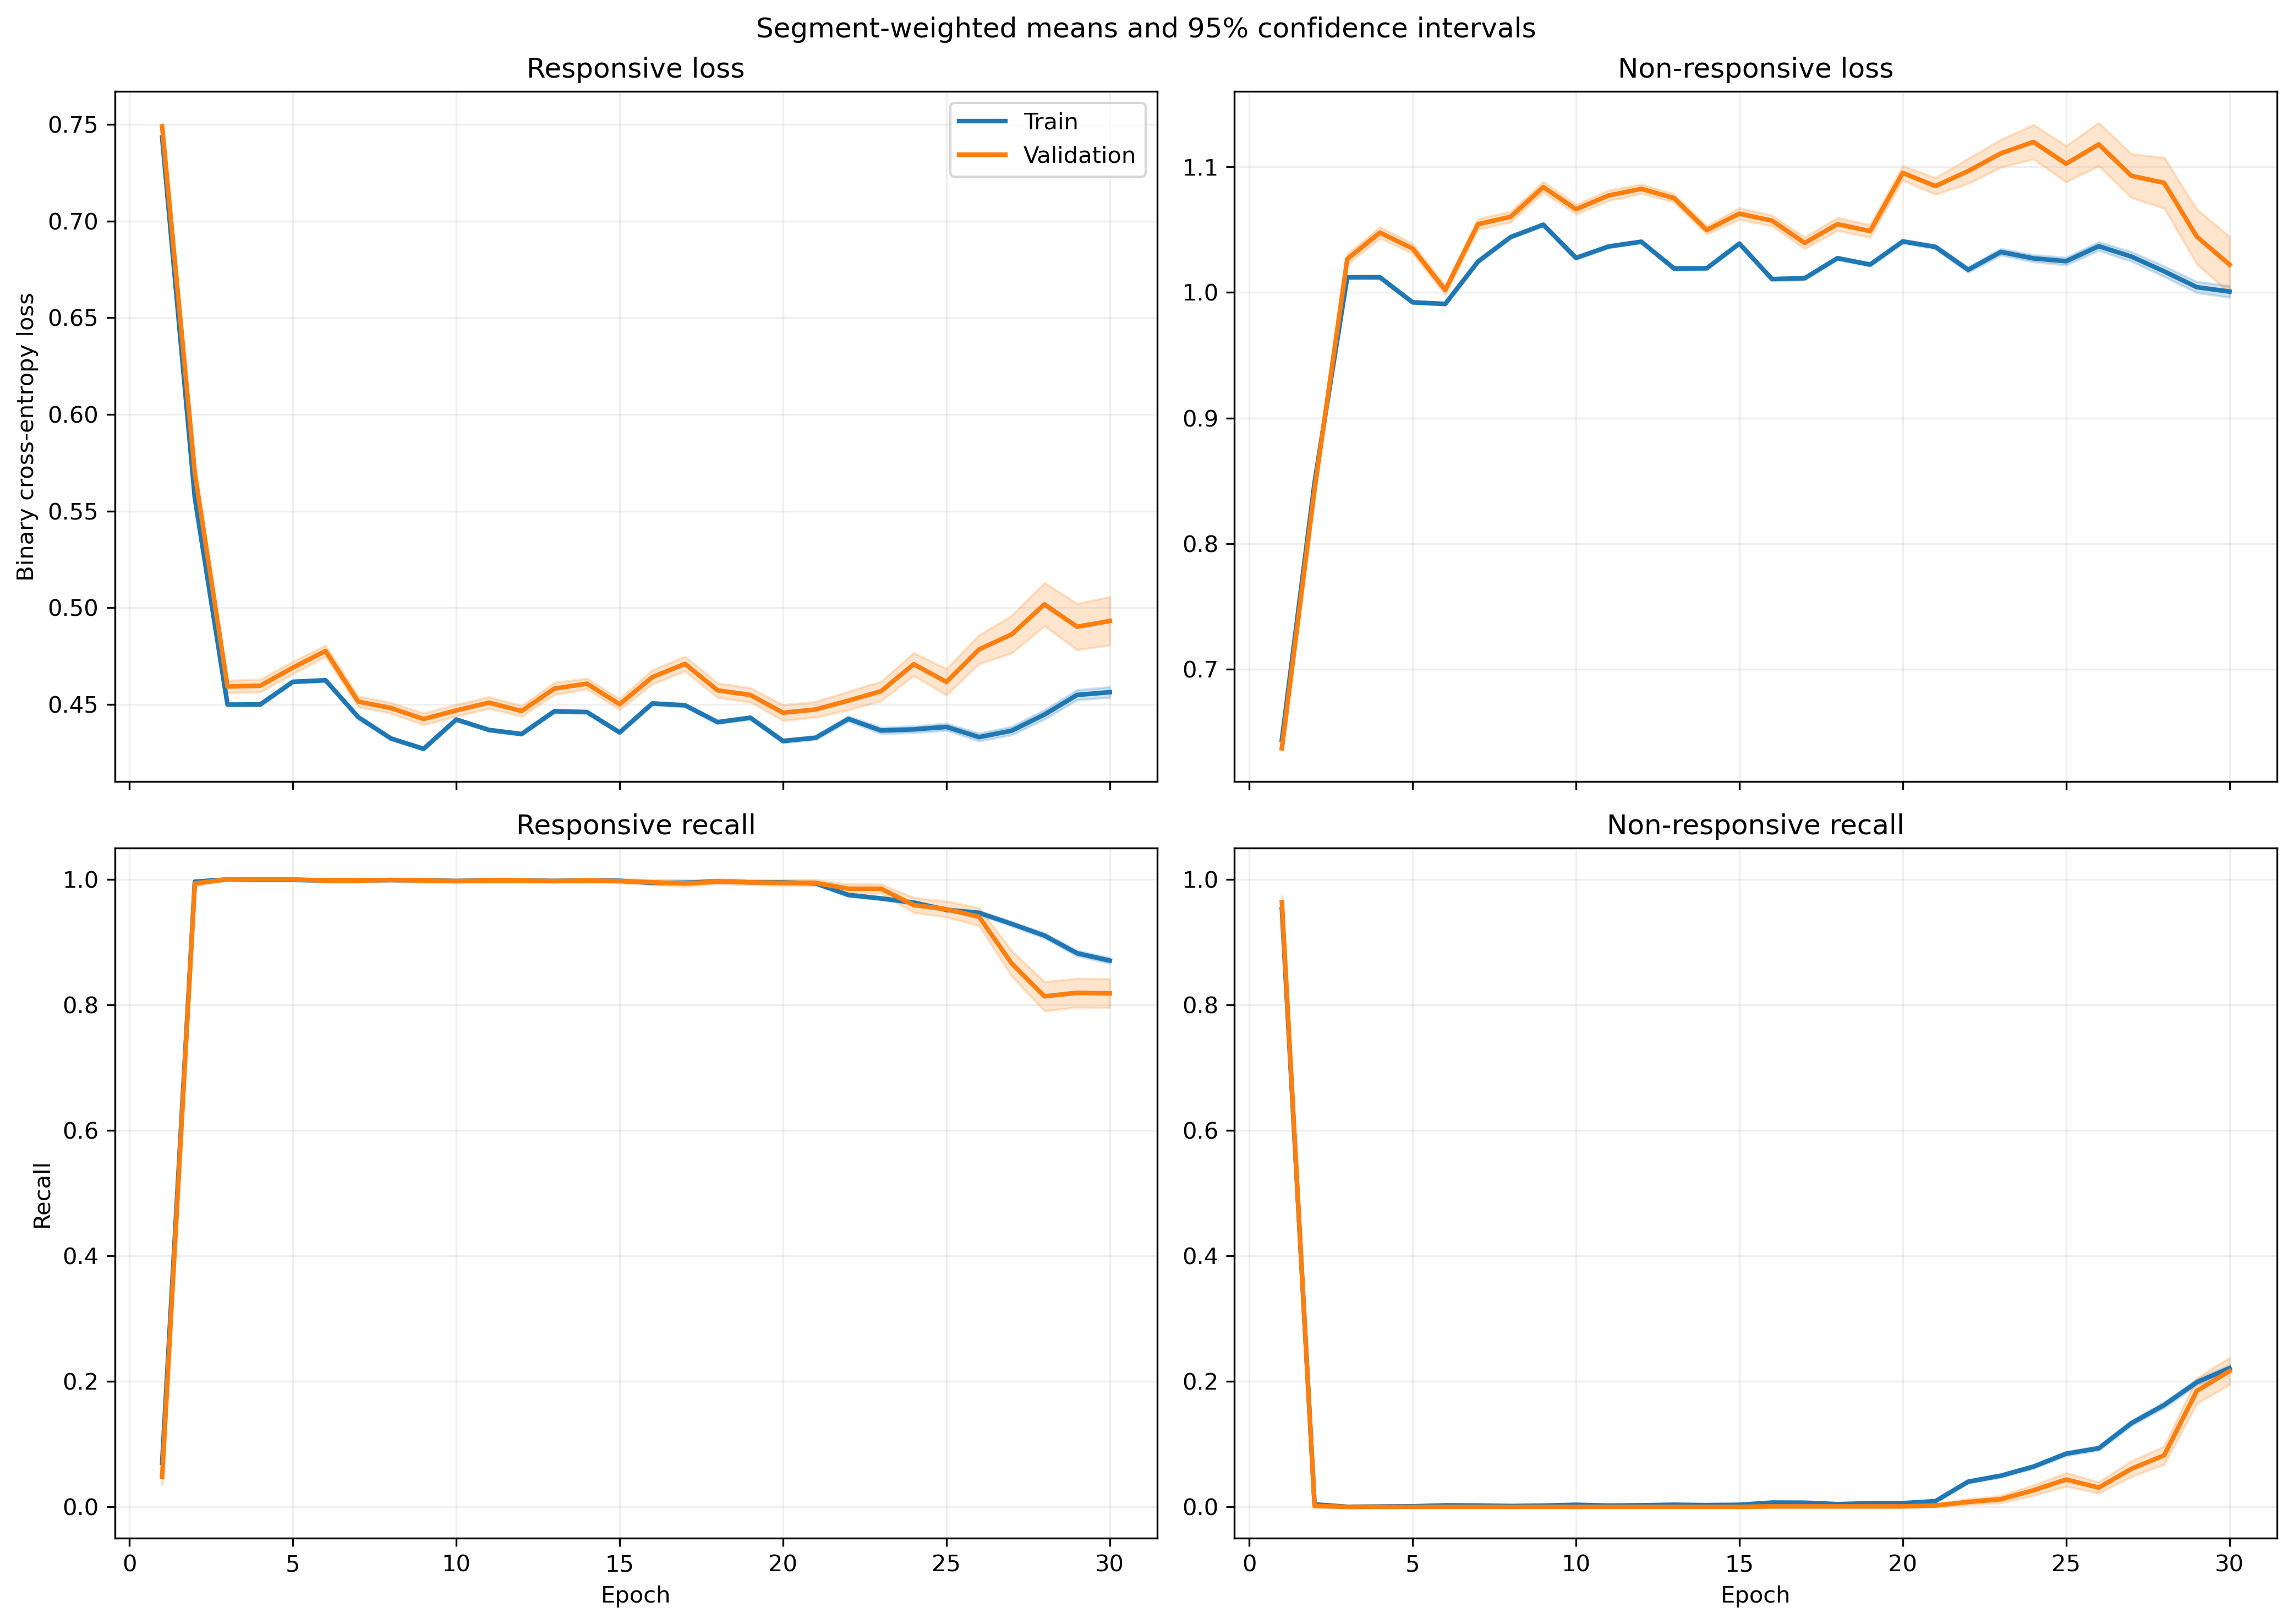 Segment-weighted means and 95% confidence intervals
Responsive loss
Non-responsive loss
Train
Validation
Binary cross-entropy loss
0.75
0.70
0.65
0.60
0.55
0.50
0.45
1.1
1.0
0.9
0.8
0.7
Responsive recall
Non-responsive recall
Recall
1.0
0.8
0.6
0.4
0.2
0.0
1.0
0.8
0.6
0.4
0.2
0.0
0 5 10 15 20 25 30
0 5 10 15 20 25 30
Epoch
Epoch